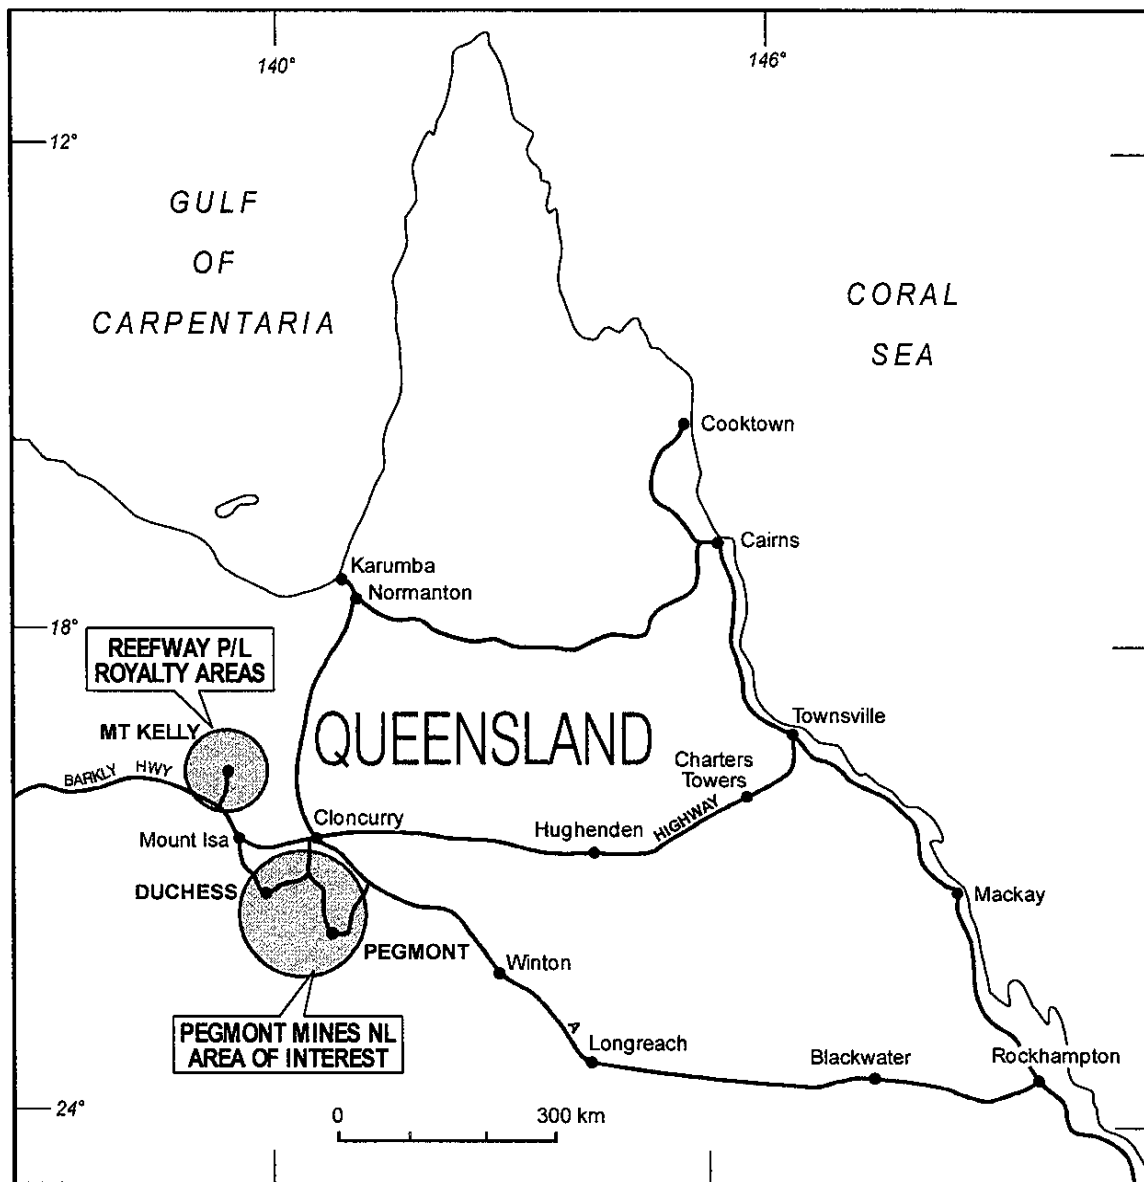 140°
146°
12°
GULF
OF
CARPENTARIA
CORAL
SEA
Cooktown
Cairns
Karumba
Normanton
18°
REEFWAY P/L
ROYALTY AREAS
MT KELLY
QUEENSLAND
Townsville
Charters
Towers
BARKLY HWY
Cloncurry
Hughenden
HIGHWAY
Mount Isa
DUCHESS
Mackay
PEGMONT
Winton
PEGMONT MINES NL
AREA OF INTEREST
A
Longreach
Blackwater
Rockhampton
24°
0 300 km